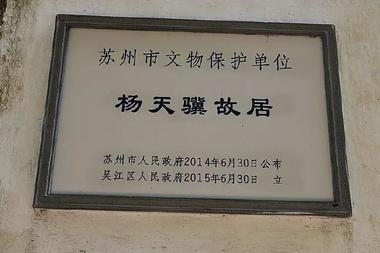 苏州市文物保护单位
杨天骥故居
苏州市人民政府2014年6月30日公布
吴江区人民政府2015年6月30日 立